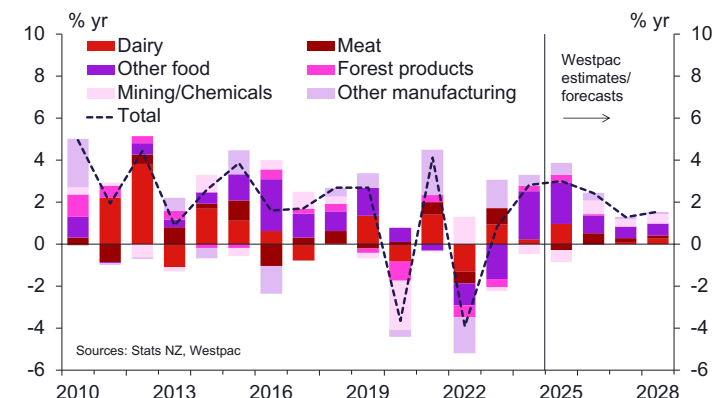 % yr
% yr
10
8
6
4
2
0
-2
-4
-6
10
8
6
4
2
0
-2
-4
-6
Dairy
Meat
Other food
Forest products
Mining/Chemicals
Other manufacturing
Total
Westpac
estimates/
forecasts
Sources: Stats NZ, Westpac
2010
2013
2016
2019
2022
2025
2028